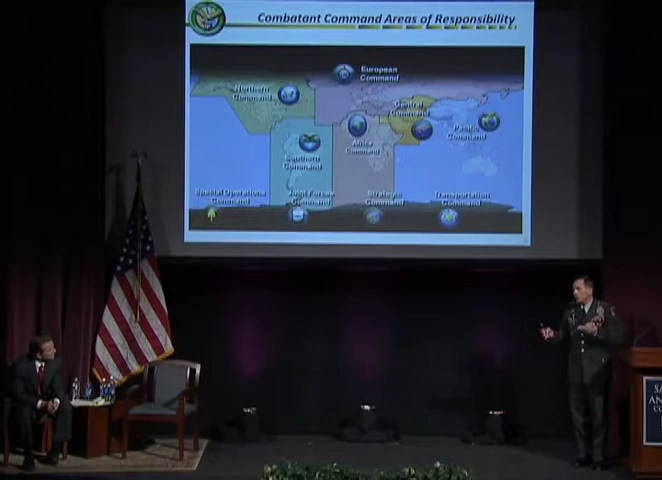 Combatant Command Areas of Responsibility
European
Command
Northern
Command
Central
Command
Pacific
Command
Africa
Command
Southern
Command
Special Operations
Command
Joint Forces
Command
Strategic
Command
Transportation
Command